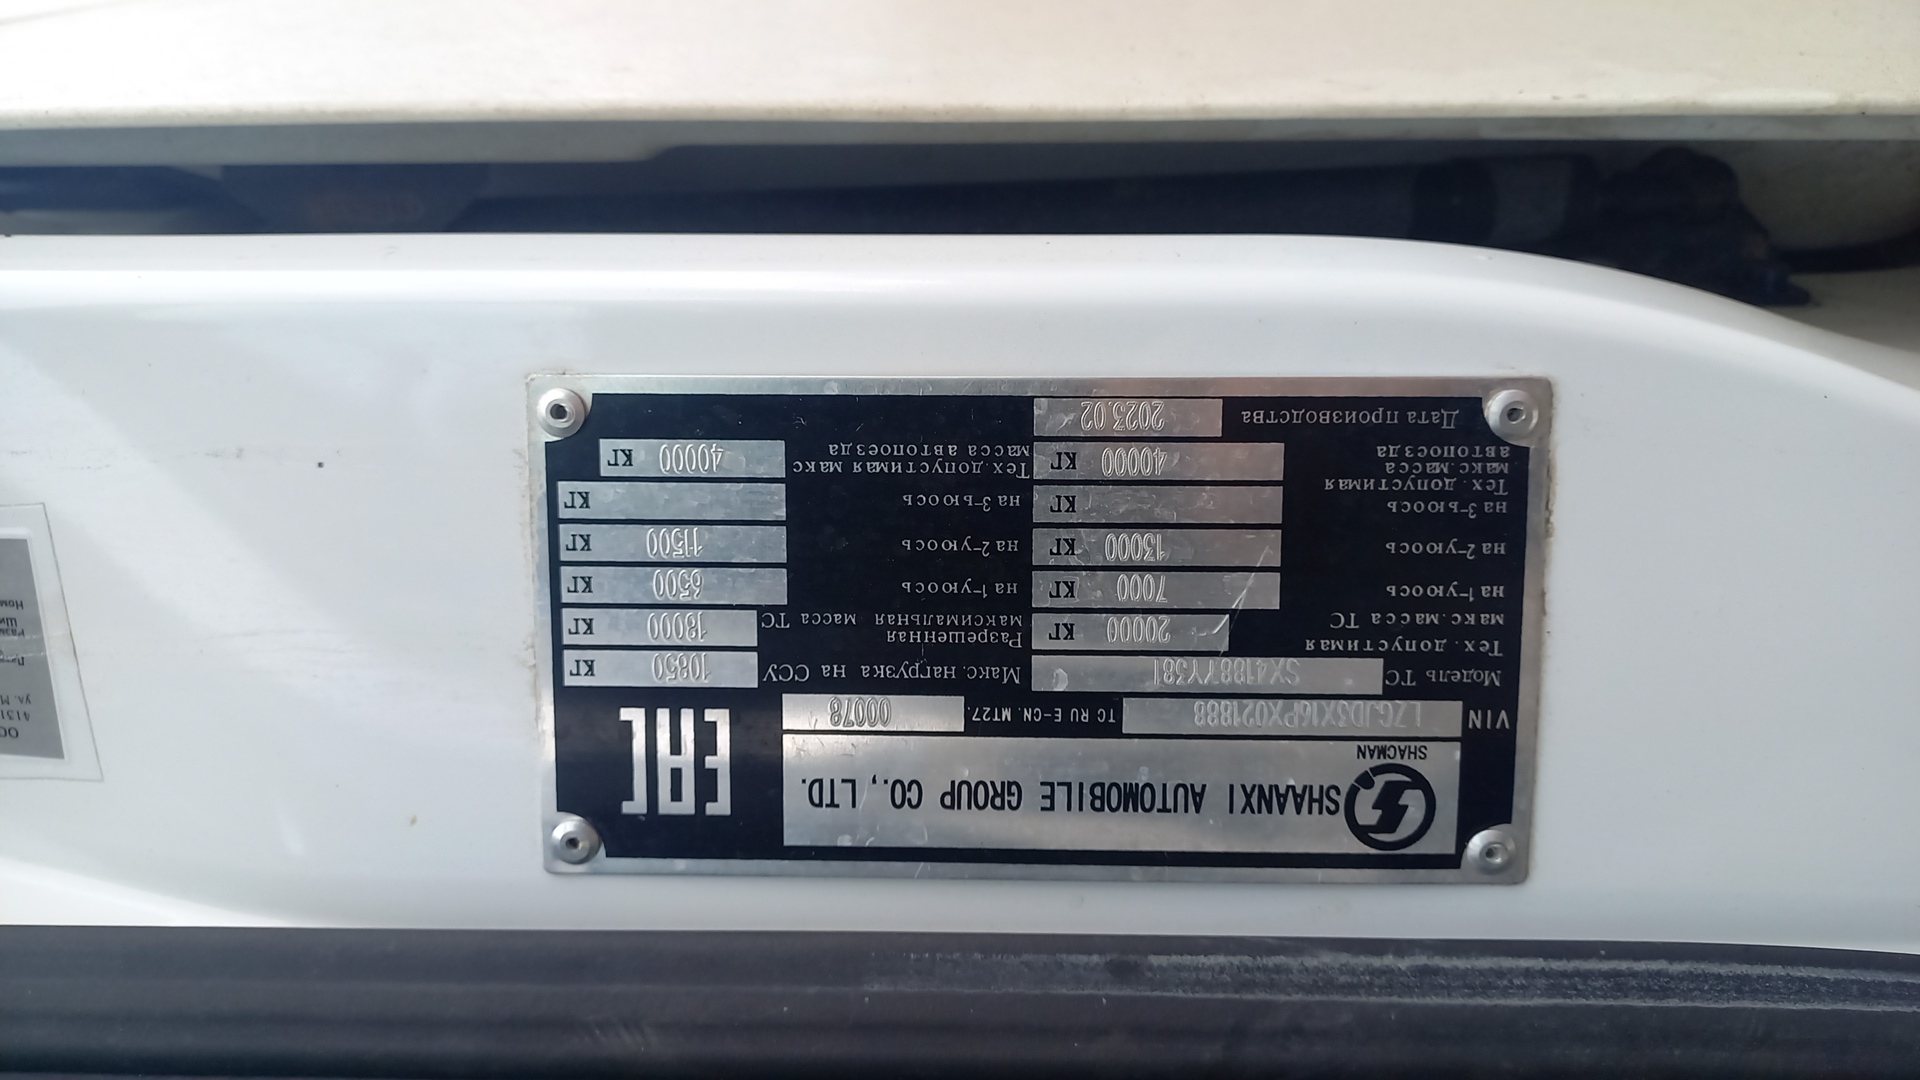 SHAANXI AUTOMOBILE GROUP CO., LTD.
SHACMAN
EAC
VIN LZGJD3X16PX021888 ТС RU Е-CN.МТ27. 00078
Модель ТС SX4188YY381 Макс.нагрузка на ССУ 10850 КГ
Тех.допустимая макс.масса ТС 20000 КГ Разрешенная максимальная масса ТС 18000 КГ
на 1-уюось 7000 КГ на 1-уюось 6500 КГ
на 2-уюось 13000 КГ на 2-уюось 11500 КГ
на 3-ьюось КГ на 3-ьюось КГ
Тех.допустимая макс.масса автопоезда 40000 КГ Тех.допустимая макс масса автопоезда 40000 КГ
Дата производства 2023.02